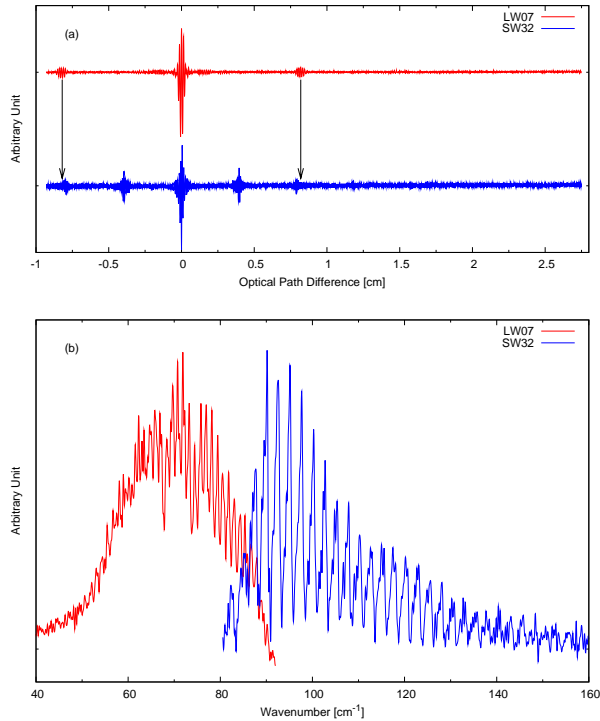 (a)
LW07
SW32
Arbitrary Unit
-1 -0.5 0 0.5 1 1.5 2 2.5
Optical Path Difference [cm]
(b)
LW07
SW32
Arbitrary Unit
40 60 80 100 120 140 160
Wavenumber [cm⁻¹]